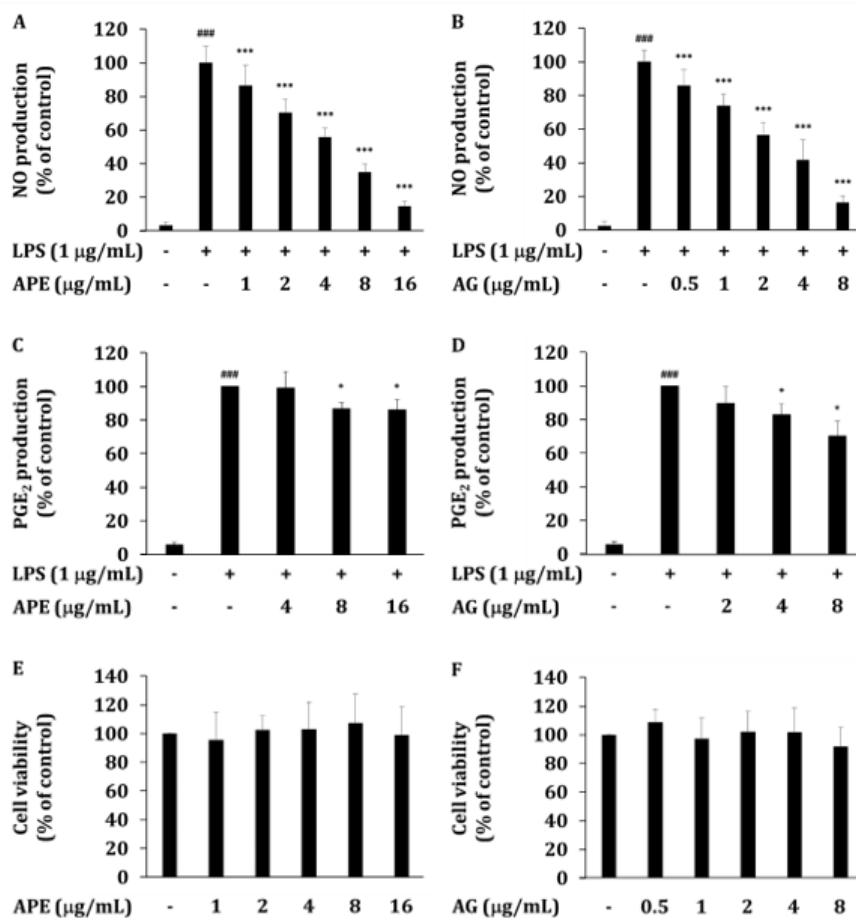 A
NO production
(% of control)
120
100
80
60
40
20
0
###
***
***
***
***
***
LPS (1 μg/mL) - + + + + + +
APE (μg/mL) - - 1 2 4 8 16
B
NO production
(% of control)
120
100
80
60
40
20
0
###
***
***
***
***
***
LPS (1 μg/mL) - + + + + + +
AG (μg/mL) - - 0.5 1 2 4 8
C
PGE₂ production
(% of control)
120
100
80
60
40
20
0
###
*
*
LPS (1 μg/mL) - + + + +
APE (μg/mL) - - 4 8 16
D
PGE₂ production
(% of control)
120
100
80
60
40
20
0
###
*
*
LPS (1 μg/mL) - + + + +
AG (μg/mL) - - 2 4 8
E
Cell viability
(% of control)
140
120
100
80
60
40
20
0
APE (μg/mL) - 1 2 4 8 16
F
Cell viability
(% of control)
140
120
100
80
60
40
20
0
AG (μg/mL) - 0.5 1 2 4 8